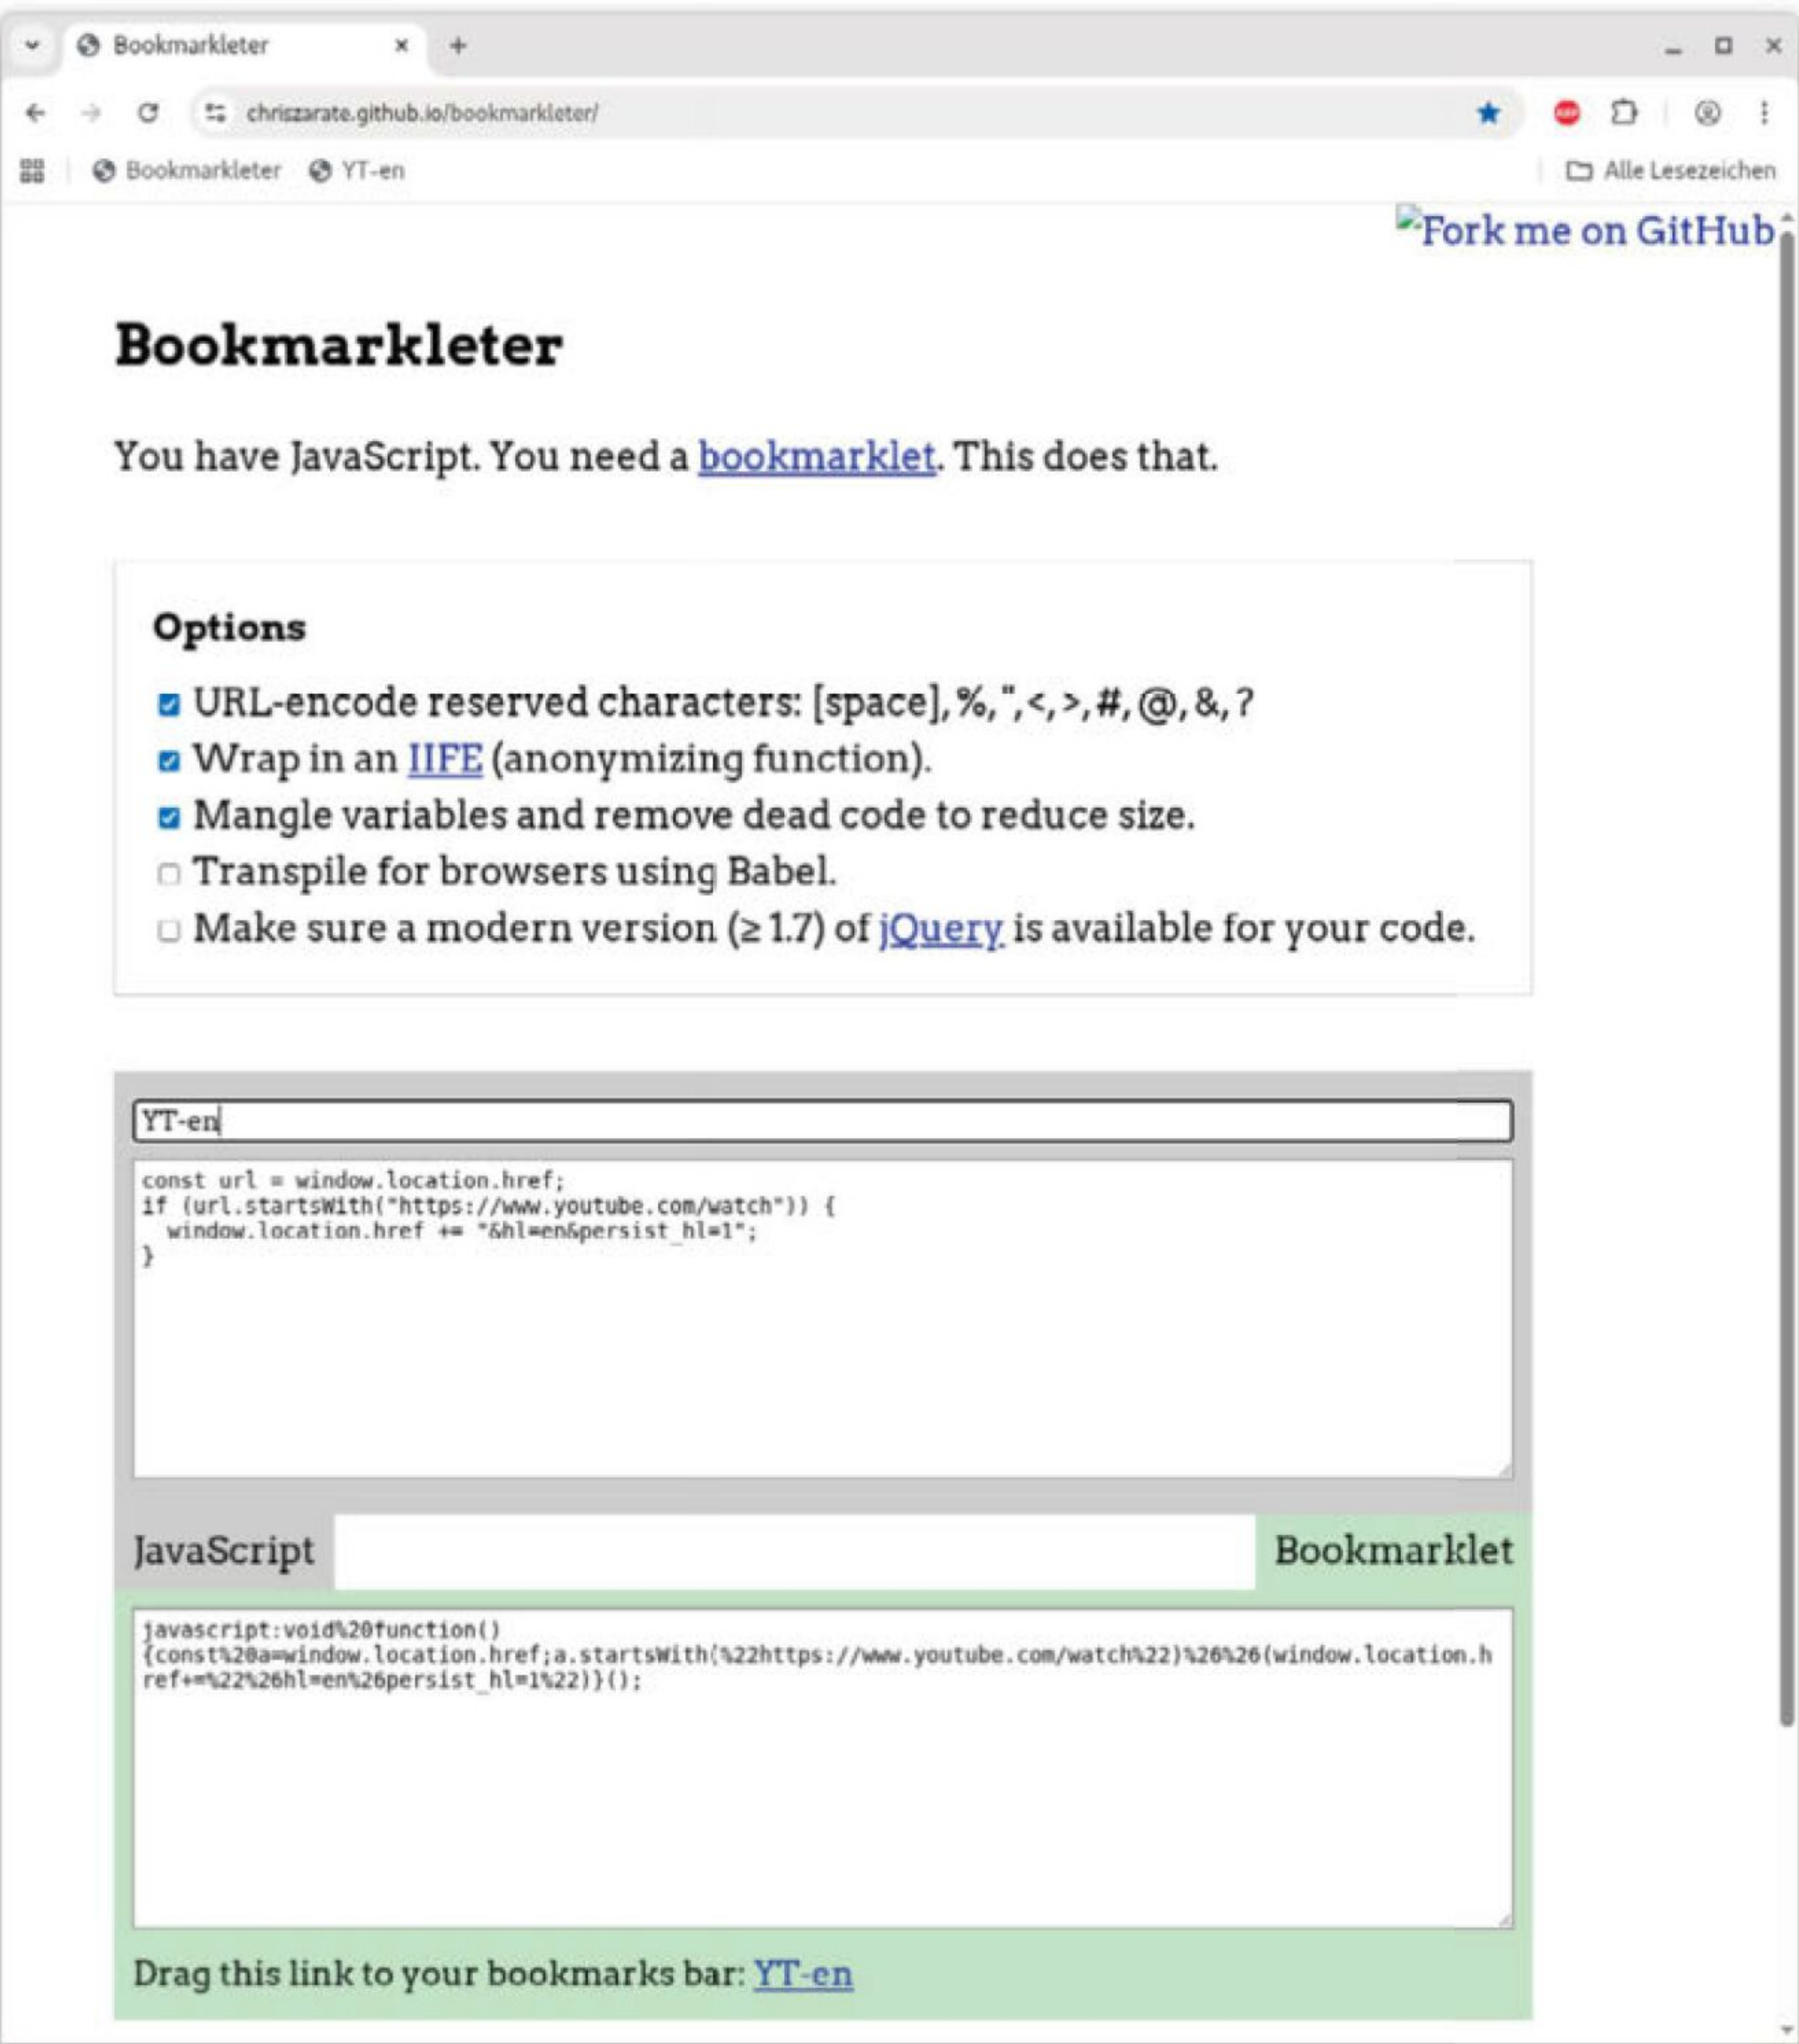 Bookmarkleter
chriszarate.github.io/bookmarkleter/
ABP
Bookmarkleter YT-en Alle Lesezeichen
Fork me on GitHub
Bookmarkleter
You have JavaScript. You need a bookmarklet. This does that.
Options
URL-encode reserved characters: [space], %, ", <, >, #, @, &, ?
Wrap in an IIFE (anonymizing function).
Mangle variables and remove dead code to reduce size.
Transpile for browsers using Babel.
Make sure a modern version (≥ 1.7) of jQuery is available for your code.
YT-en
const url = window.location.href;
if (url.startsWith("https://www.youtube.com/watch")) {
  window.location.href += "&hl=en&persist_hl=1";
}
JavaScript Bookmarklet
javascript:void%20function()
{const%20a=window.location.href;a.startsWith(%22https://www.youtube.com/watch%22)%26%26(window.location.h
ref+=%22%26hl=en%26persist_hl=1%22)}();
Drag this link to your bookmarks bar: YT-en